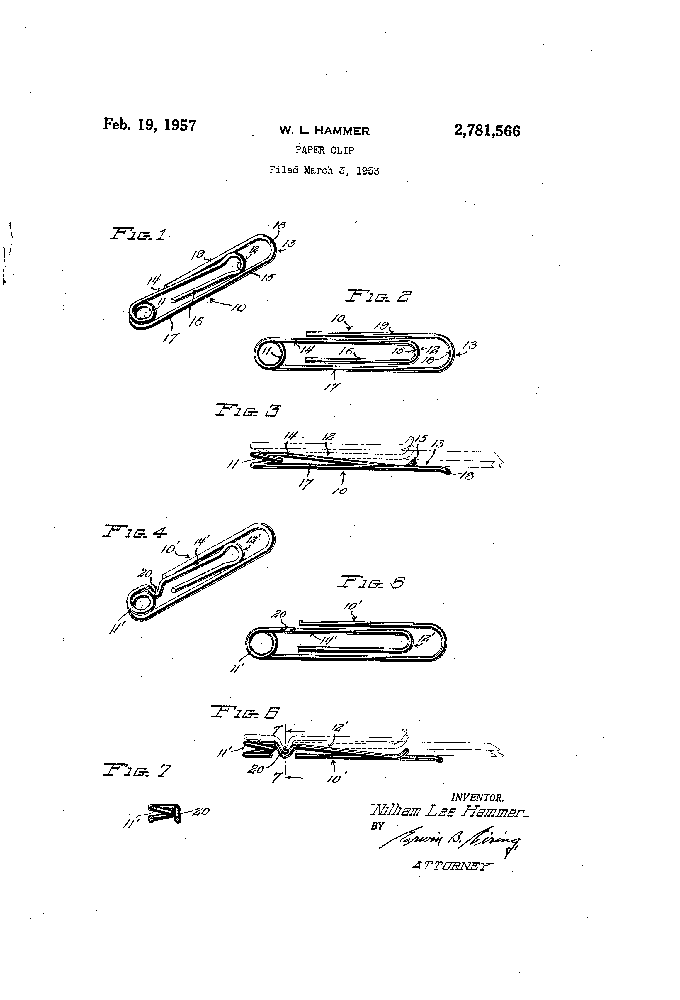 Feb. 19, 1957
W. L. HAMMER
2,781,566
PAPER CLIP
Filed March 3, 1953
FIG. 1
18
13
19
12
14
15
11
10
16
17
FIG. 2
10
19
13
14
16
15
12
11
18
17
FIG. 3
14
12
15
13
11
18
17
10
FIG. 4
14'
12'
10'
20
11'
FIG. 5
10'
20
14'
12'
11'
FIG. 6
7
12'
11'
20
7
10'
FIG. 7
11'
20
INVENTOR.
William Lee Hammer
BY
Erwin B.
ATTORNEY